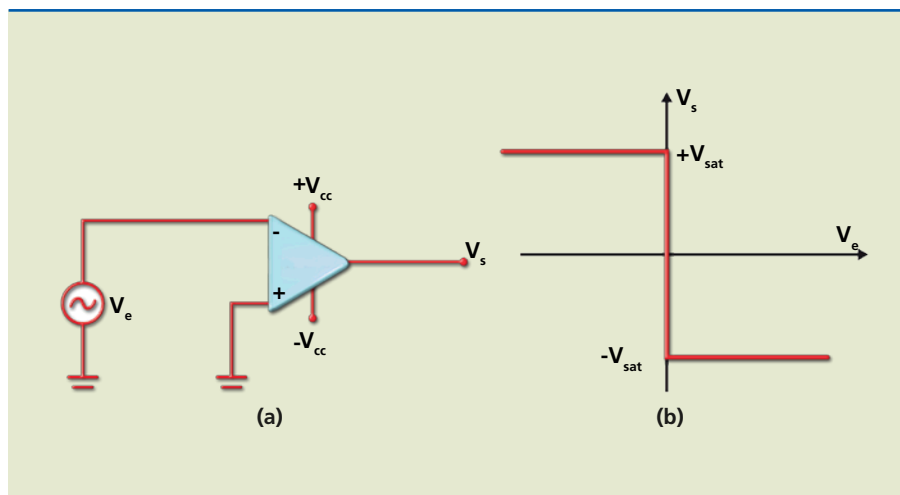 +Vcc
-
+
Ve
Vs
-Vcc
(a)
Vs
+Vsat
Ve
-Vsat
(b)